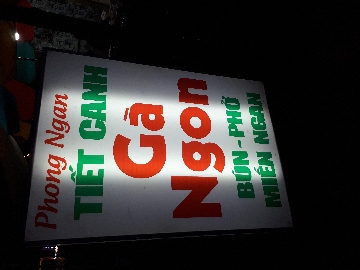 Phong Ngan
TIẾT CANH
Gà
Ngon
BÚN - PHỞ
MIẾN NGAN